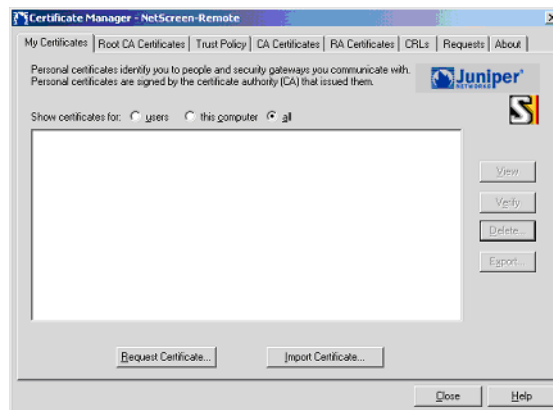 Certificate Manager - NetScreen-Remote
My Certificates Root CA Certificates Trust Policy CA Certificates RA Certificates CRLs Requests About
Personal certificates identify you to people and security gateways you communicate with.
Personal certificates are signed by the certificate authority (CA) that issued them.
Juniper
NETWORKS
Show certificates for: users this computer all
View
Verify
Delete...
Export...
Request Certificate... Import Certificate...
Close Help